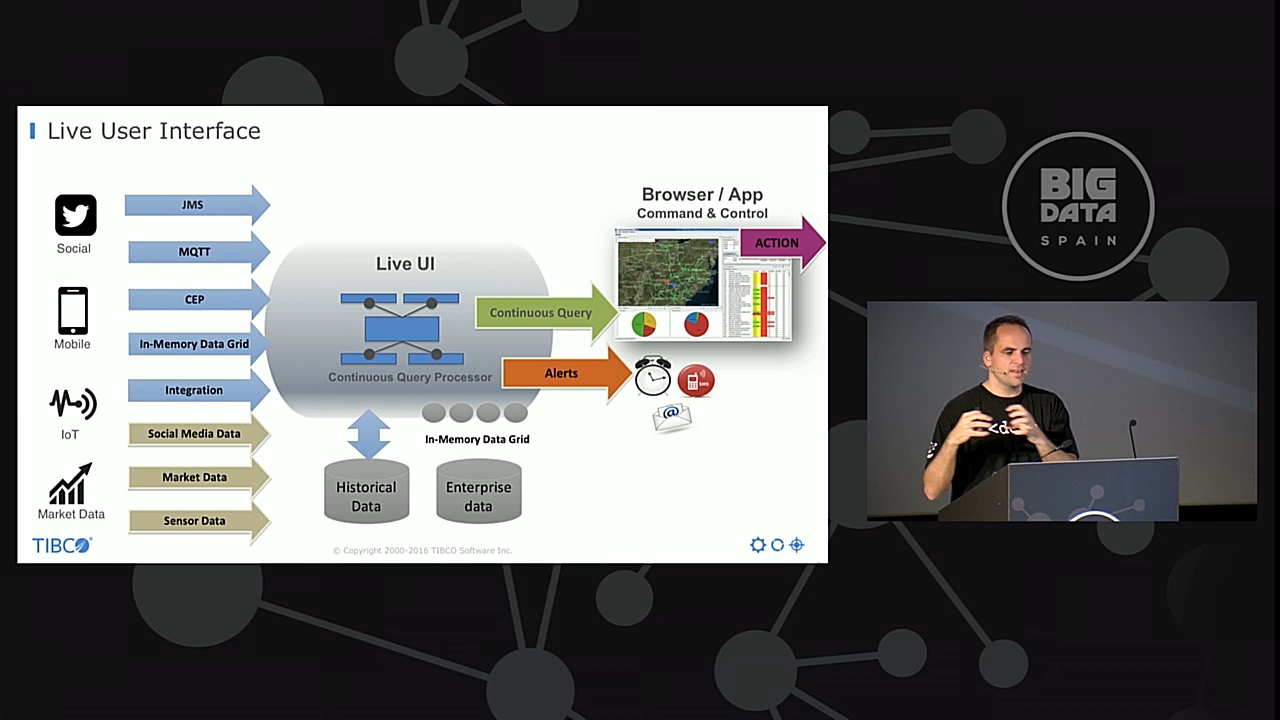 Live User Interface
Social
Mobile
IoT
Market Data
JMS
MQTT
CEP
In-Memory Data Grid
Integration
Social Media Data
Market Data
Sensor Data
Live UI
Continuous Query Processor
In-Memory Data Grid
Historical
Data
Enterprise
data
Continuous Query
Alerts
Browser / App
Command & Control
ACTION
SMS
@
TIBCO
© Copyright 2000-2016 TIBCO Software Inc.
BIG
DATA
SPAIN